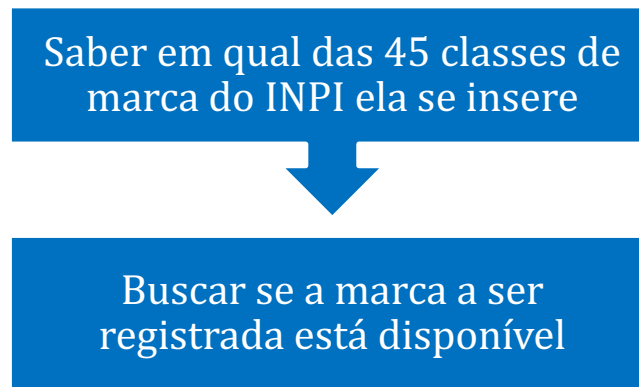 Saber em qual das 45 classes de
marca do INPI ela se insere
Buscar se a marca a ser
registrada está disponível